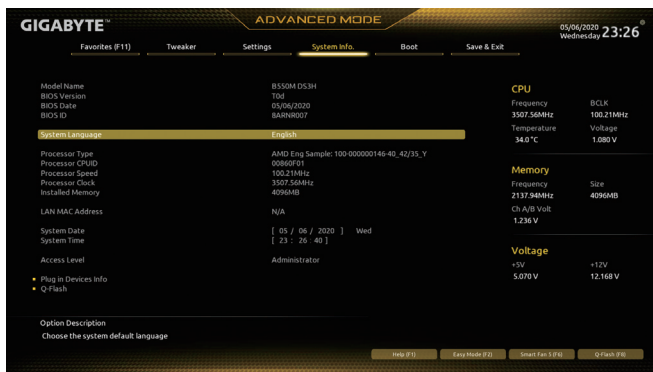 GIGABYTE™
ADVANCED MODE
05/06/2020
Wednesday
23:26
Favorites (F11) Tweaker Settings System Info. Boot Save & Exit
Model Name B550M DS3H
BIOS Version T0d
BIOS Date 05/06/2020
BIOS ID 8ARNR007
System Language English
Processor Type AMD Eng Sample: 100-000000146-40_42/35_Y
Processor CPUID 00860F01
Processor Speed 100.21MHz
Processor Clock 3507.56MHz
Installed Memory 4096MB
LAN MAC Address N/A
System Date [ 05 / 06 / 2020 ] Wed
System Time [ 23 : 26 : 40 ]
Access Level Administrator
Plug in Devices Info
Q-Flash
CPU
Frequency BCLK
3507.56MHz 100.21MHz
Temperature Voltage
34.0 °C 1.080 V
Memory
Frequency Size
2137.94MHz 4096MB
Ch A/B Volt
1.236 V
Voltage
+5V +12V
5.070 V 12.168 V
Option Description
Choose the system default language
Help (F1) Easy Mode (F2) Smart Fan 5 (F6) Q-Flash (F8)